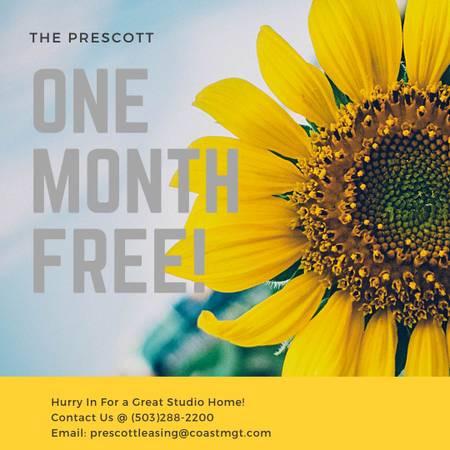 THE PRESCOTT
ONE
MONTH
FREE!
Hurry In For a Great Studio Home!
Contact Us @ (503)288-2200
Email: prescottleasing@coastmgt.com